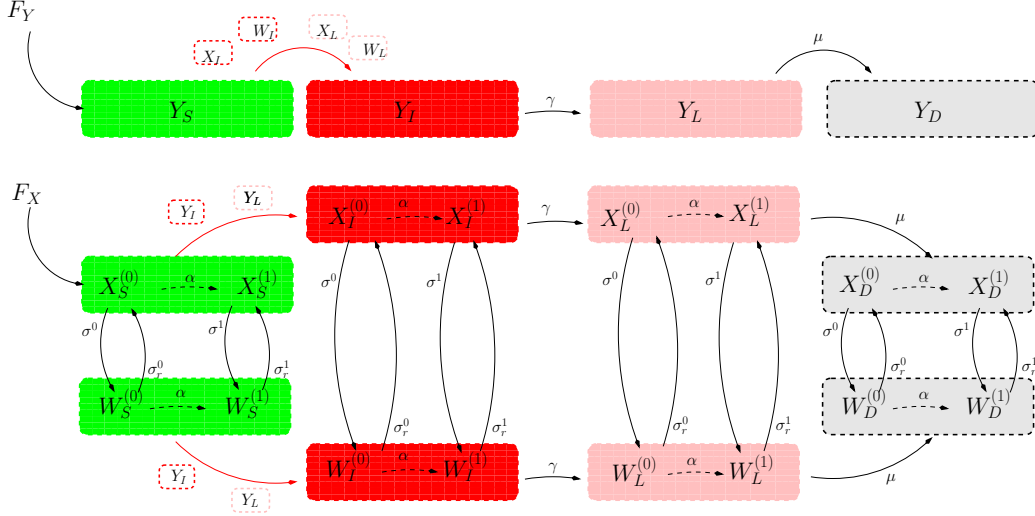 F_Y
X_I W_I X_L W_L
μ
Y_S Y_I γ Y_L Y_D
F_X
Y_I Y_L
X_I^{(0)} α X_I^{(1)} γ X_L^{(0)} α X_L^{(1)} μ
X_S^{(0)} α X_S^{(1)} σ^0 σ^1 σ^0 σ^1 X_D^{(0)} α X_D^{(1)}
σ^0 σ^1 σ^0 σ^1
σ_r^0 σ_r^1 σ_r^0 σ_r^1
W_S^{(0)} α W_S^{(1)} W_D^{(0)} α W_D^{(1)}
σ_r^0 σ_r^1 σ_r^0 σ_r^1
Y_I W_I^{(0)} α W_I^{(1)} γ W_L^{(0)} α W_L^{(1)} μ
Y_L